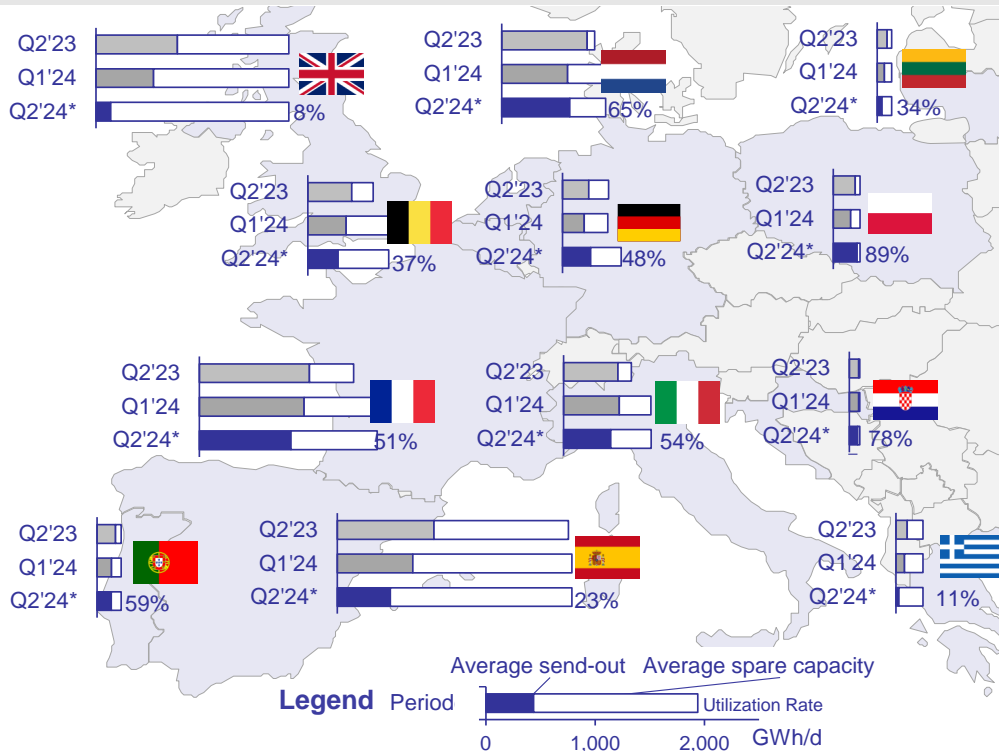 Q2'23
Q1'24
Q2'24*
8%
Q2'23
Q1'24
Q2'24*
65%
Q2'23
Q1'24
Q2'24*
34%
Q2'23
Q1'24
Q2'24*
37%
Q2'23
Q1'24
Q2'24*
48%
Q2'23
Q1'24
Q2'24*
89%
Q2'23
Q1'24
Q2'24*
51%
Q2'23
Q1'24
Q2'24*
54%
Q2'23
Q1'24
Q2'24*
78%
Q2'23
Q1'24
Q2'24*
59%
Q2'23
Q1'24
Q2'24*
23%
Q2'23
Q1'24
Q2'24*
11%
Average send-out Average spare capacity
Legend Period Utilization Rate
0 1,000 2,000 GWh/d